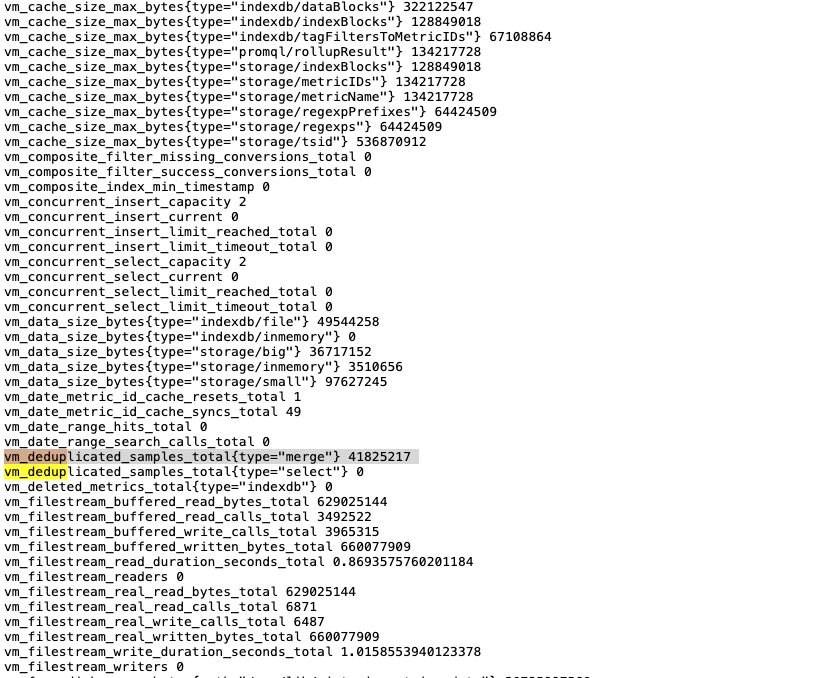 vm_cache_size_max_bytes{type="indexdb/dataBlocks"} 322122547
vm_cache_size_max_bytes{type="indexdb/indexBlocks"} 128849018
vm_cache_size_max_bytes{type="indexdb/tagFiltersToMetricIDs"} 67108864
vm_cache_size_max_bytes{type="promql/rollupResult"} 134217728
vm_cache_size_max_bytes{type="storage/indexBlocks"} 128849018
vm_cache_size_max_bytes{type="storage/metricIDs"} 134217728
vm_cache_size_max_bytes{type="storage/metricName"} 134217728
vm_cache_size_max_bytes{type="storage/regexpPrefixes"} 64424509
vm_cache_size_max_bytes{type="storage/regexps"} 64424509
vm_cache_size_max_bytes{type="storage/tsid"} 536870912
vm_composite_filter_missing_conversions_total 0
vm_composite_filter_success_conversions_total 0
vm_composite_index_min_timestamp 0
vm_concurrent_insert_capacity 2
vm_concurrent_insert_current 0
vm_concurrent_insert_limit_reached_total 0
vm_concurrent_insert_limit_timeout_total 0
vm_concurrent_select_capacity 2
vm_concurrent_select_current 0
vm_concurrent_select_limit_reached_total 0
vm_concurrent_select_limit_timeout_total 0
vm_data_size_bytes{type="indexdb/file"} 49544258
vm_data_size_bytes{type="indexdb/inmemory"} 0
vm_data_size_bytes{type="storage/big"} 36717152
vm_data_size_bytes{type="storage/inmemory"} 3510656
vm_data_size_bytes{type="storage/small"} 97627245
vm_date_metric_id_cache_resets_total 1
vm_date_metric_id_cache_syncs_total 49
vm_date_range_hits_total 0
vm_date_range_search_calls_total 0
vm_deduplicated_samples_total{type="merge"} 41825217
vm_deduplicated_samples_total{type="select"} 0
vm_deleted_metrics_total{type="indexdb"} 0
vm_filestream_buffered_read_bytes_total 629025144
vm_filestream_buffered_read_calls_total 3492522
vm_filestream_buffered_write_calls_total 3965315
vm_filestream_buffered_written_bytes_total 660077909
vm_filestream_read_duration_seconds_total 0.8693575760201184
vm_filestream_readers 0
vm_filestream_real_read_bytes_total 629025144
vm_filestream_real_read_calls_total 6871
vm_filestream_real_write_calls_total 6487
vm_filestream_real_written_bytes_total 660077909
vm_filestream_write_duration_seconds_total 1.0158553940123378
vm_filestream_writers 0